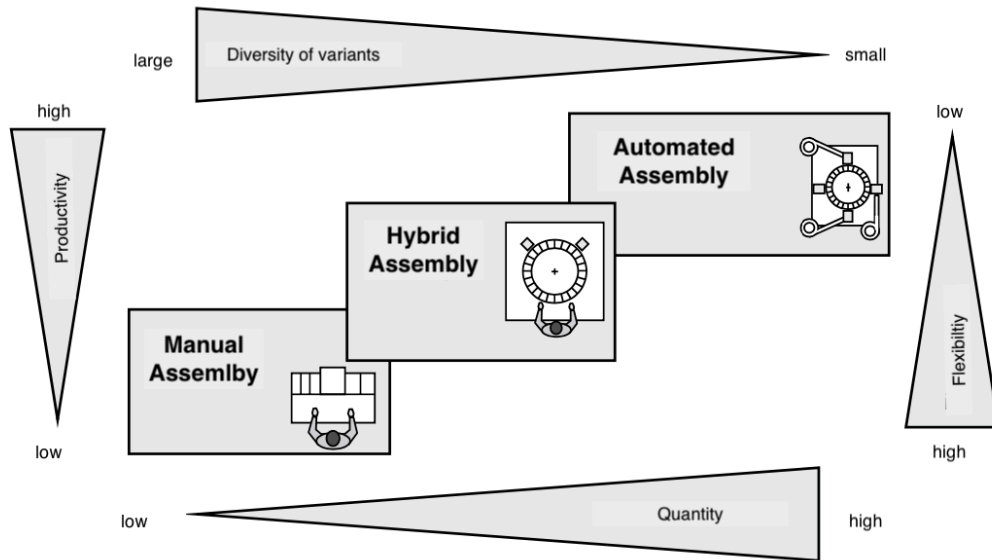 large
Diversity of variants
small
high
low
Productivity
Automated
Assembly
Hybrid
Assembly
Manual
Assemlby
Flexibiltiy
low
high
low
Quantity
high